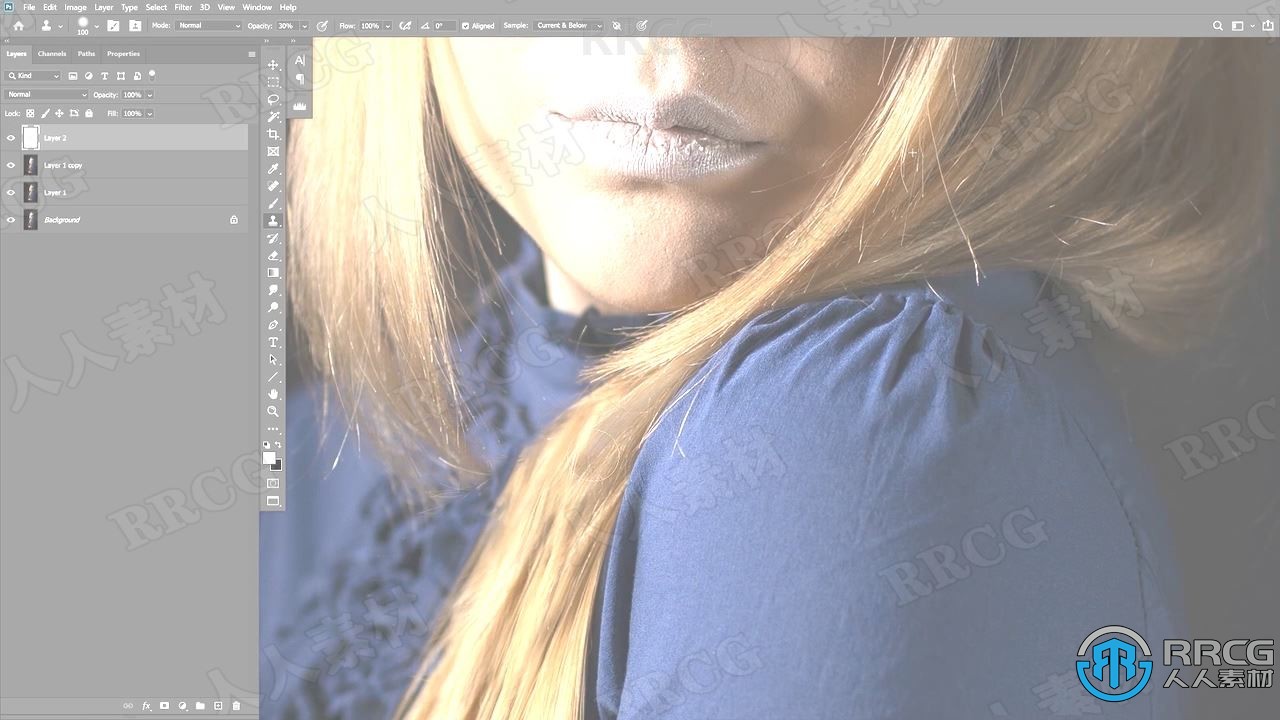 File Edit Image Layer Type Select Filter 3D View Window Help
100 Mode: Normal Opacity: 30% Flow: 100% 0° Aligned Sample: Current & Below
Layers Channels Paths Properties
Kind
Normal Opacity: 100%
Lock: Fill: 100%
Layer 2
Layer 1 copy
Layer 1
Background
fx
RRCG
人人素材